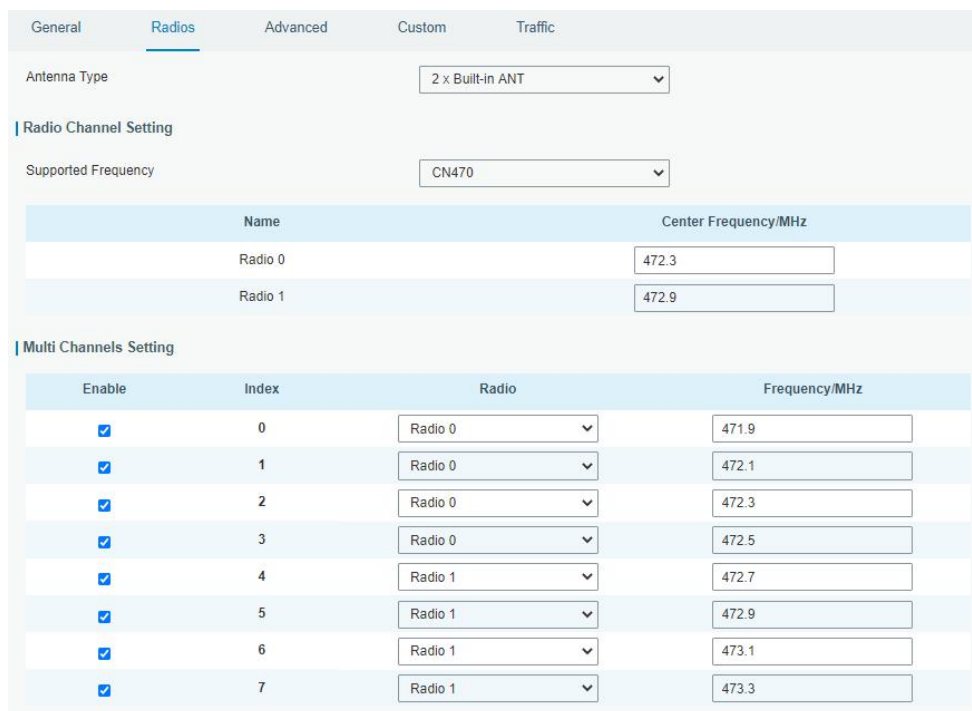 General Radios Advanced Custom Traffic
Antenna Type 2 x Built-in ANT
Radio Channel Setting
Supported Frequency CN470
Name Center Frequency/MHz
Radio 0 472.3
Radio 1 472.9
Multi Channels Setting
Enable Index Radio Frequency/MHz
0 Radio 0 471.9
1 Radio 0 472.1
2 Radio 0 472.3
3 Radio 0 472.5
4 Radio 1 472.7
5 Radio 1 472.9
6 Radio 1 473.1
7 Radio 1 473.3